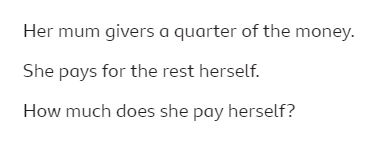 Her mum givers a quarter of the money.
She pays for the rest herself.
How much does she pay herself?